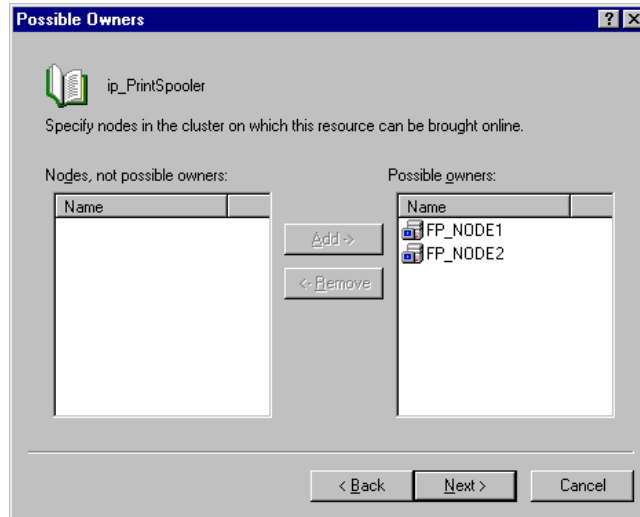 Possible Owners
ip_PrintSpooler
Specify nodes in the cluster on which this resource can be brought online.
Nodes, not possible owners:
Possible owners:
Name
Name
Add ->
FP_NODE1
FP_NODE2
<- Remove
< Back
Next >
Cancel